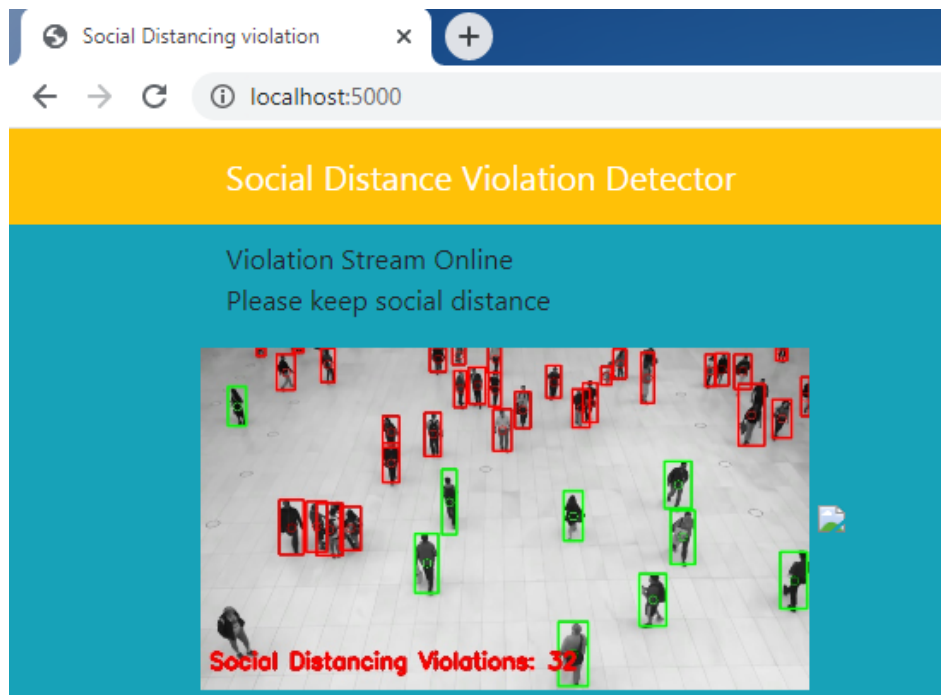 Social Distancing violation
localhost:5000
Social Distance Violation Detector
Violation Stream Online
Please keep social distance
Social Distancing Violations: 32